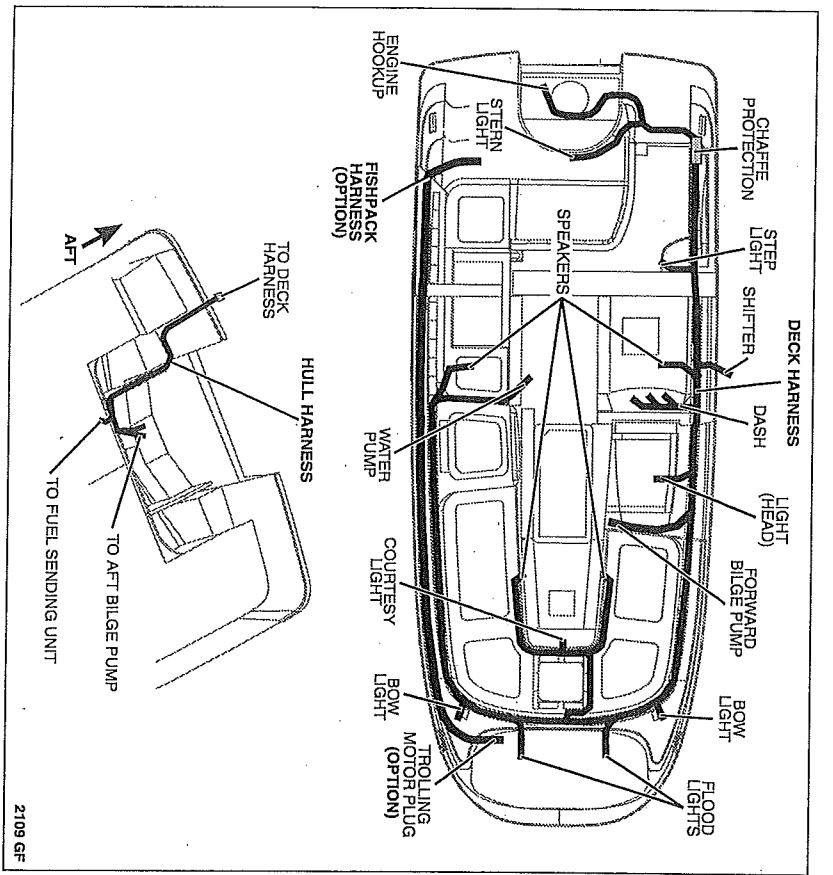 DECK HARNESS
CHAFFE
PROTECTION
STEP
LIGHT
SHIFTER
DASH
LIGHT
(HEAD)
FORWARD
BILGE PUMP
BOW
LIGHT
FLOOD
LIGHTS
SPEAKERS
ENGINE
HOOKUP
STERN
LIGHT
FISHPACK
HARNESS
(OPTION)
WATER
PUMP
COURTESY
LIGHT
BOW
LIGHT
TROLLING
MOTOR PLUG
(OPTION)
AFT
TO DECK
HARNESS
HULL HARNESS
TO AFT BILGE PUMP
TO FUEL SENDING UNIT
2109 GF